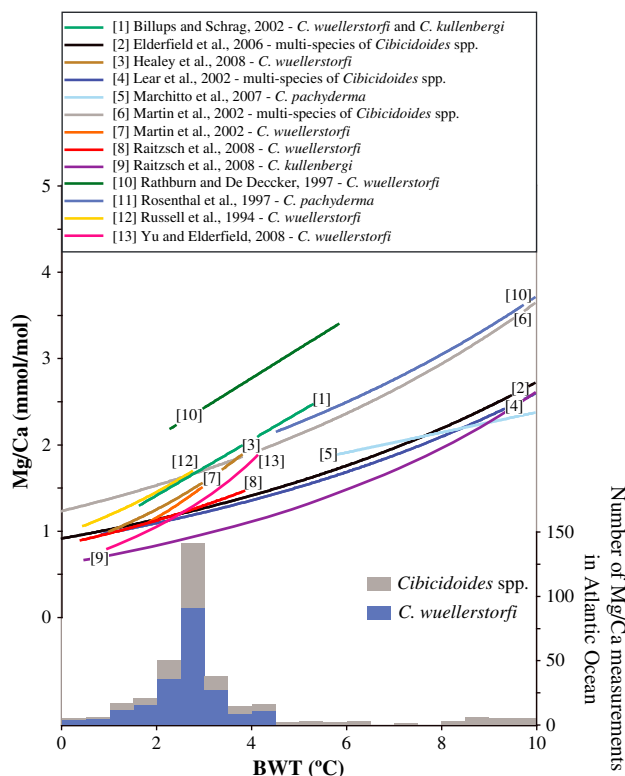 [1] Billups and Schrag, 2002 - C. wuellerstorfi and C. kullenbergi
[2] Elderfield et al., 2006 - multi-species of Cibicidoides spp.
[3] Healey et al., 2008 - C. wuellerstorfi
[4] Lear et al., 2002 - multi-species of Cibicidoides spp.
[5] Marchitto et al., 2007 - C. pachyderma
[6] Martin et al., 2002 - multi-species of Cibicidoides spp.
[7] Martin et al., 2002 - C. wuellerstorfi
[8] Raitzsch et al., 2008 - C. wuellerstorfi
[9] Raitzsch et al., 2008 - C. kullenbergi
[10] Rathburn and De Deccker, 1997 - C. wuellerstorfi
[11] Rosenthal et al., 1997 - C. pachyderma
[12] Russell et al., 1994 - C. wuellerstorfi
[13] Yu and Elderfield, 2008 - C. wuellerstorfi
5
4
3
2
1
0
Mg/Ca (mmol/mol)
[10]
[6]
[10]
[1]
[2]
[4]
[3]
[5]
[12]
[13]
[7]
[8]
[9]
150
100
50
0
Number of Mg/Ca measurements
in Atlantic Ocean
Cibicidoides spp.
C. wuellerstorfi
0 2 4 6 8 10
BWT (ºC)